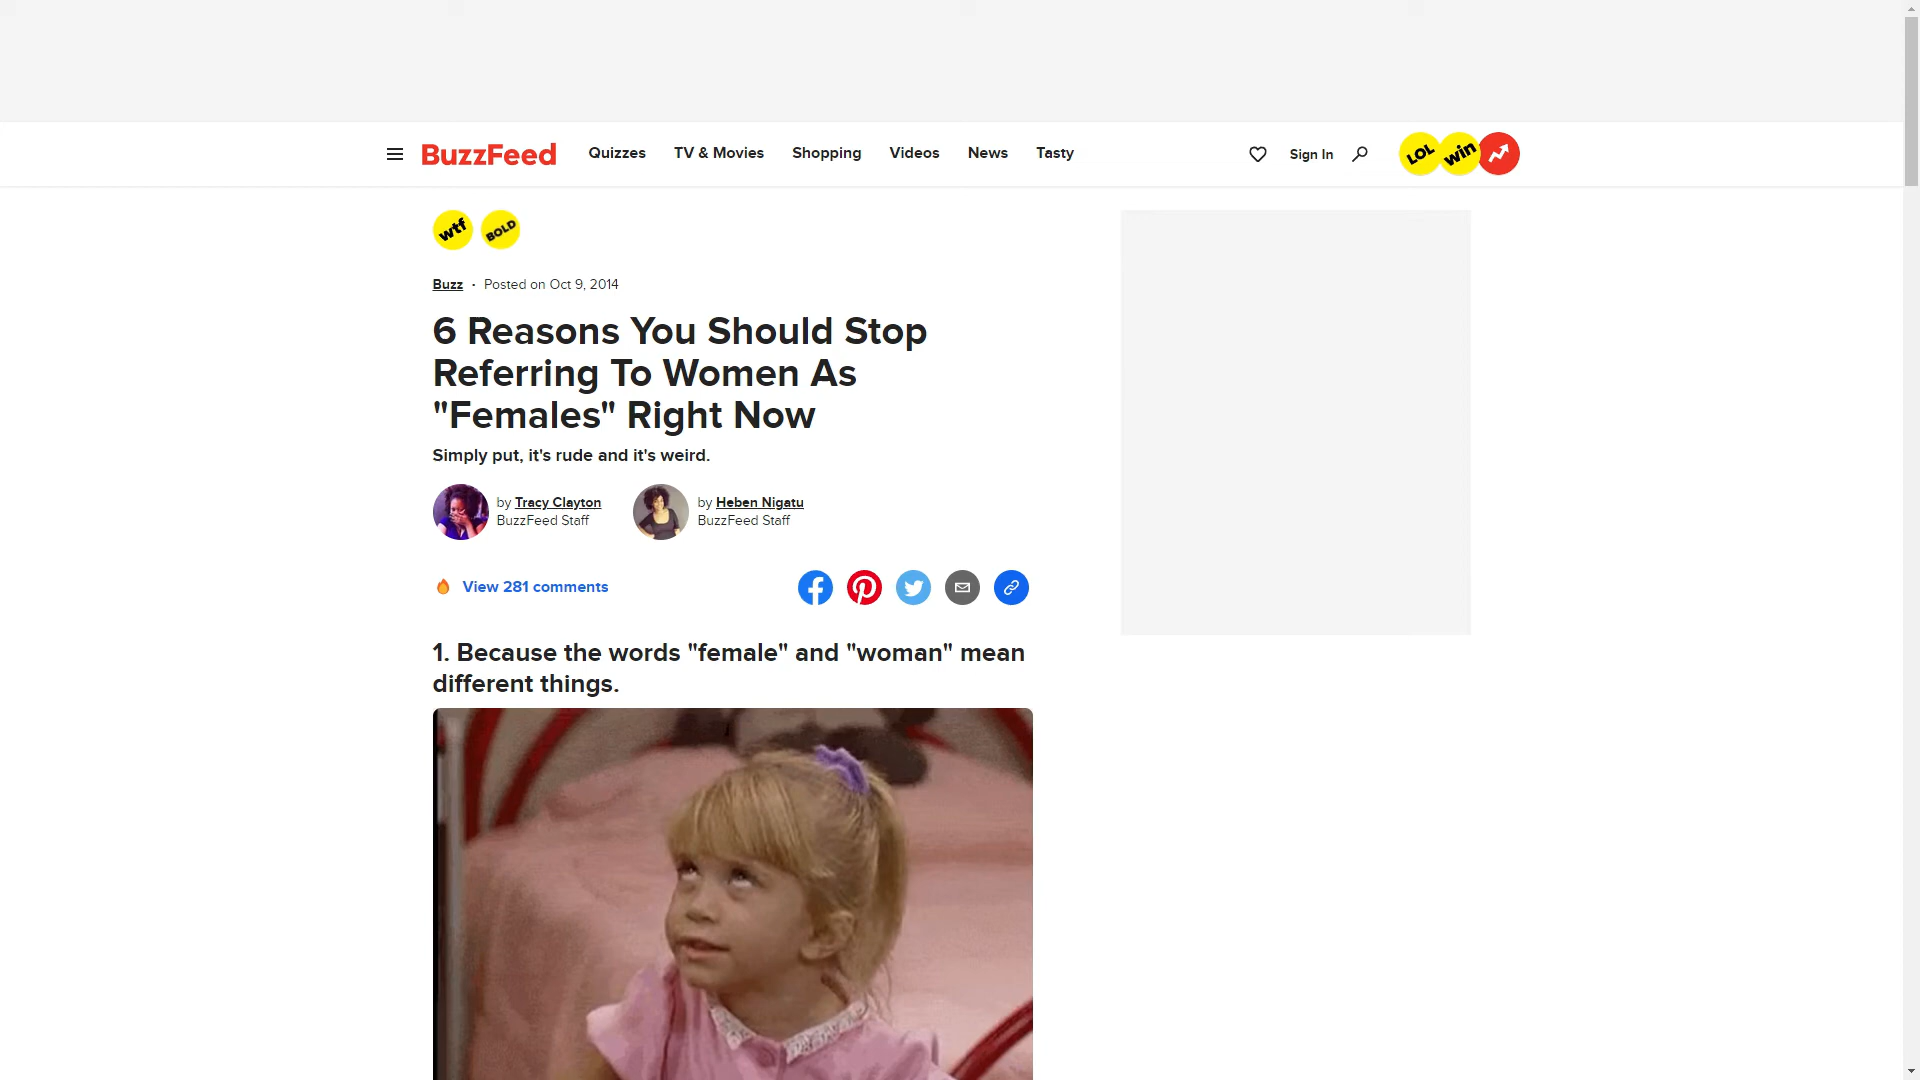 BuzzFeed
Quizzes
TV & Movies
Shopping
Videos
News
Tasty
Sign In
LOL
win
wtf
BOLD
Buzz · Posted on Oct 9, 2014
6 Reasons You Should Stop
Referring To Women As
"Females" Right Now
Simply put, it's rude and it's weird.
by Tracy Clayton
BuzzFeed Staff
by Heben Nigatu
BuzzFeed Staff
View 281 comments
1. Because the words "female" and "woman" mean
different things.